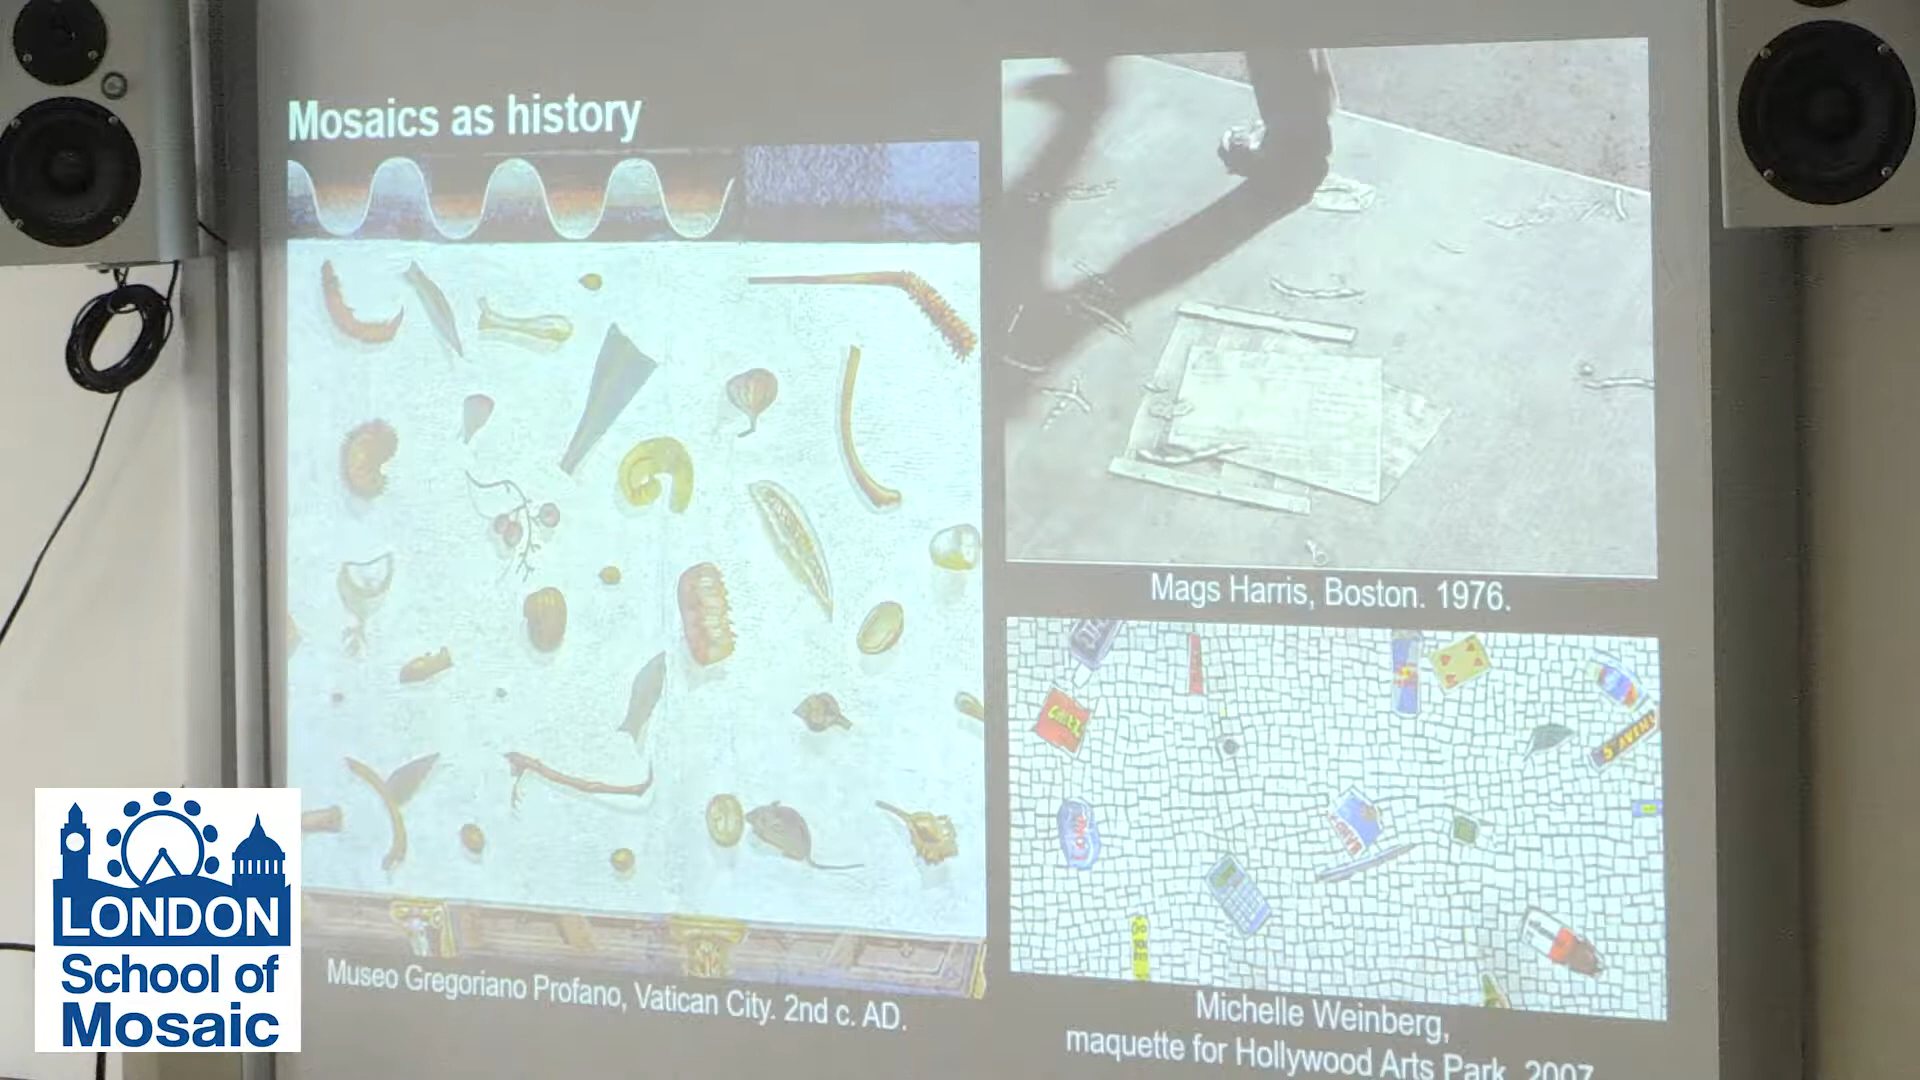 Mosaics as history
Mags Harris, Boston. 1976.
Museo Gregoriano Profano, Vatican City. 2nd c. AD.
Michelle Weinberg,
maquette for Hollywood Arts Park, 2007
LONDON
School of
Mosaic